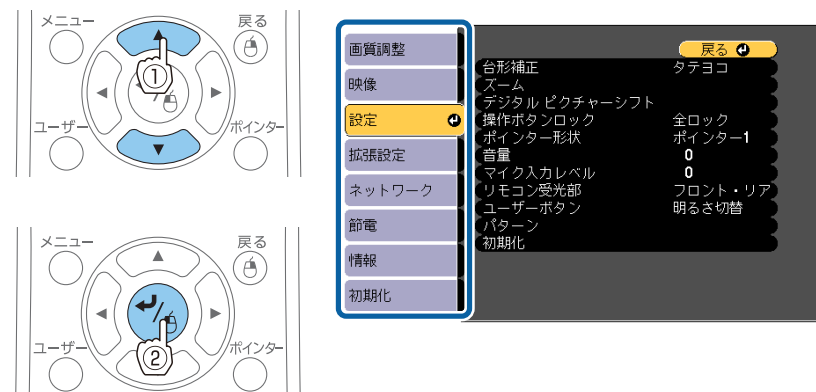 メニュー
戻る
1
ユーザー
ポインター
メニュー
戻る
2
ユーザー
ポインター
画質調整
映像
設定
拡張設定
ネットワーク
節電
情報
初期化
戻る
台形補正 タテヨコ
ズーム
デジタル ピクチャーシフト
操作ボタンロック 全ロック
ポインター形状 ポインター1
音量 0
マイク入力レベル 0
リモコン受光部 フロント・リア
ユーザーボタン 明るさ切替
パターン
初期化